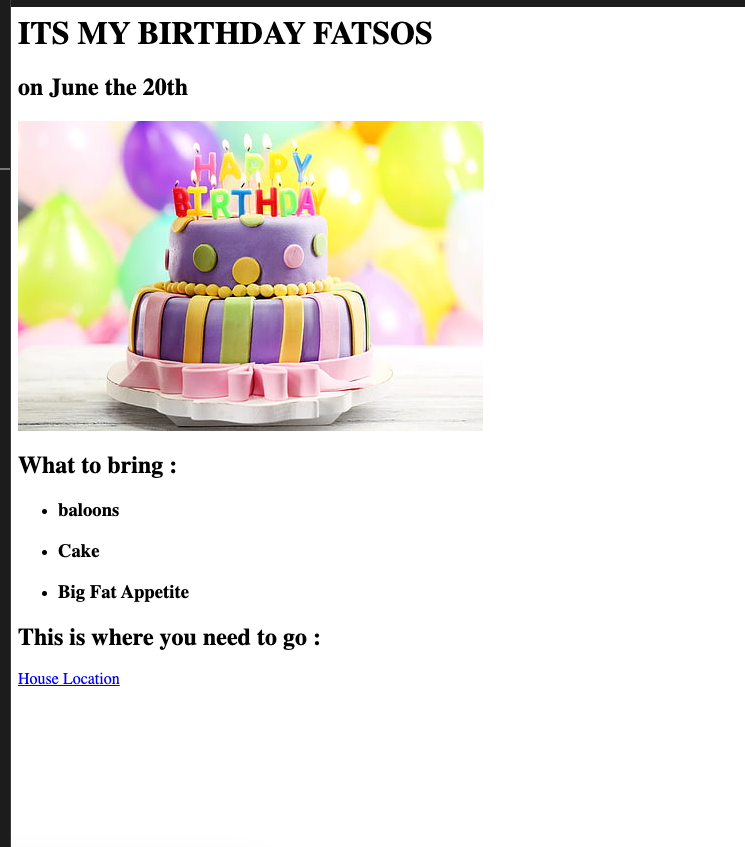 ITS MY BIRTHDAY FATSOS
on June the 20th
HAPPY
BIRTHDAY
What to bring :
baloons
Cake
Big Fat Appetite
This is where you need to go :
House Location